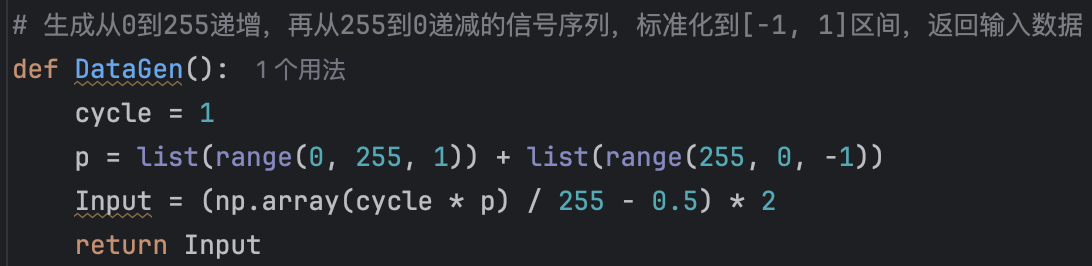 # 生成从0到255递增，再从255到0递减的信号序列，标准化到[-1, 1]区间，返回输入数据
def DataGen():  1个用法
    cycle = 1
    p = list(range(0, 255, 1)) + list(range(255, 0, -1))
    Input = (np.array(cycle * p) / 255 - 0.5) * 2
    return Input